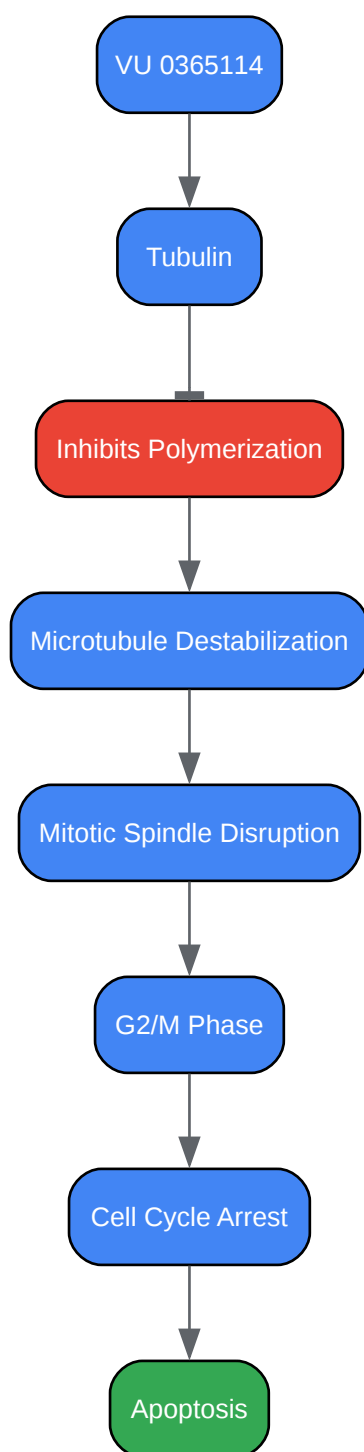 VU 0365114
Tubulin
Inhibits Polymerization
Microtubule Destabilization
Mitotic Spindle Disruption
G2/M Phase
Cell Cycle Arrest
Apoptosis